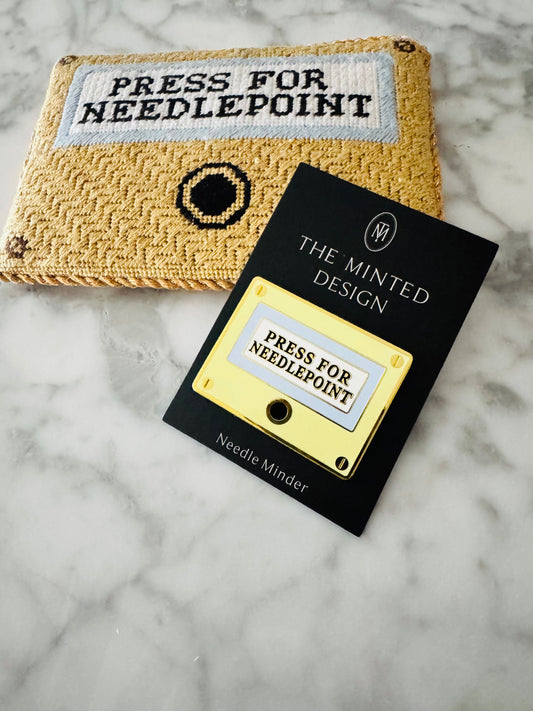 PRESS FOR
NEEDLEPOINT
THE MINTED
DESIGN
PRESS FOR
NEEDLEPOINT
Needle Minder